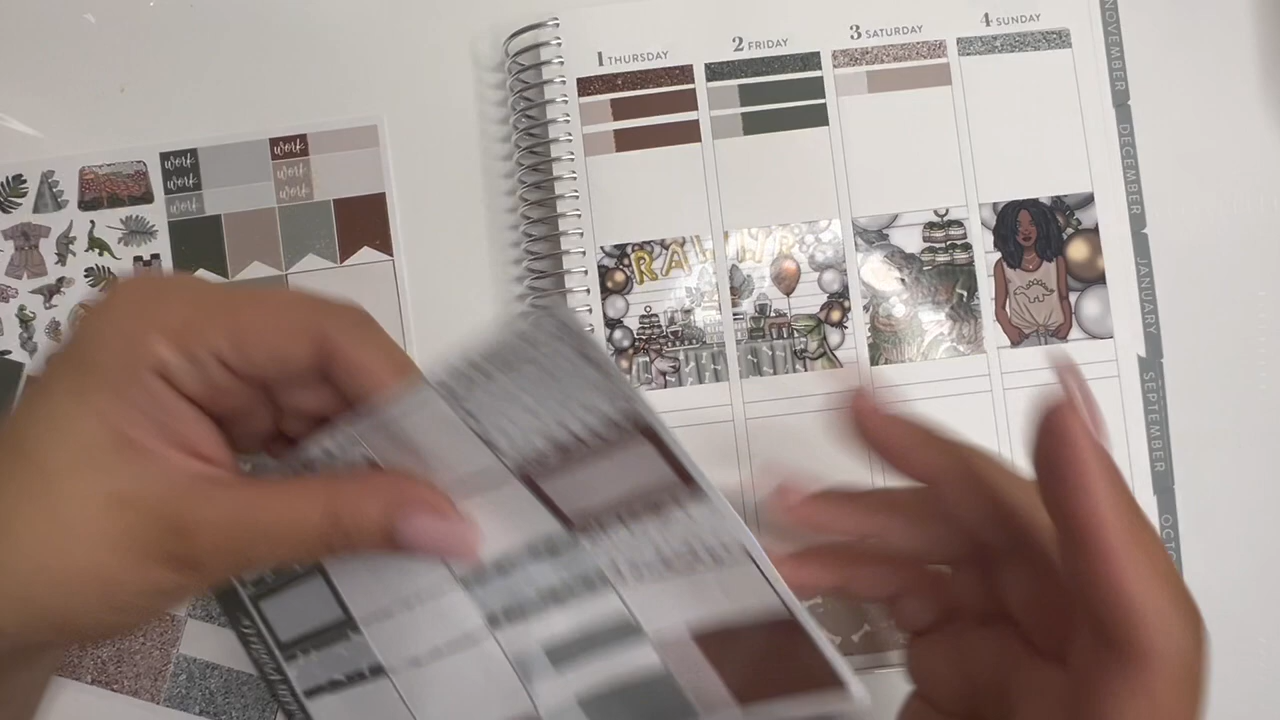 1 THURSDAY
2 FRIDAY
3 SATURDAY
4 SUNDAY
NOVEMBER
DECEMBER
JANUARY
SEPTEMBER
OCTO
work
work
work
work
work
work